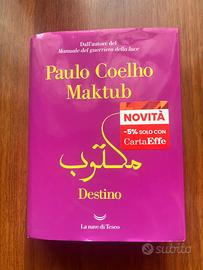 Dall'autore del
Manuale del guerriero della luce
Paulo Coelho
Maktub
NOVITÀ
-5% SOLO CON
CartaEffe
مكتوب
Destino
La nave di Teseo
subito